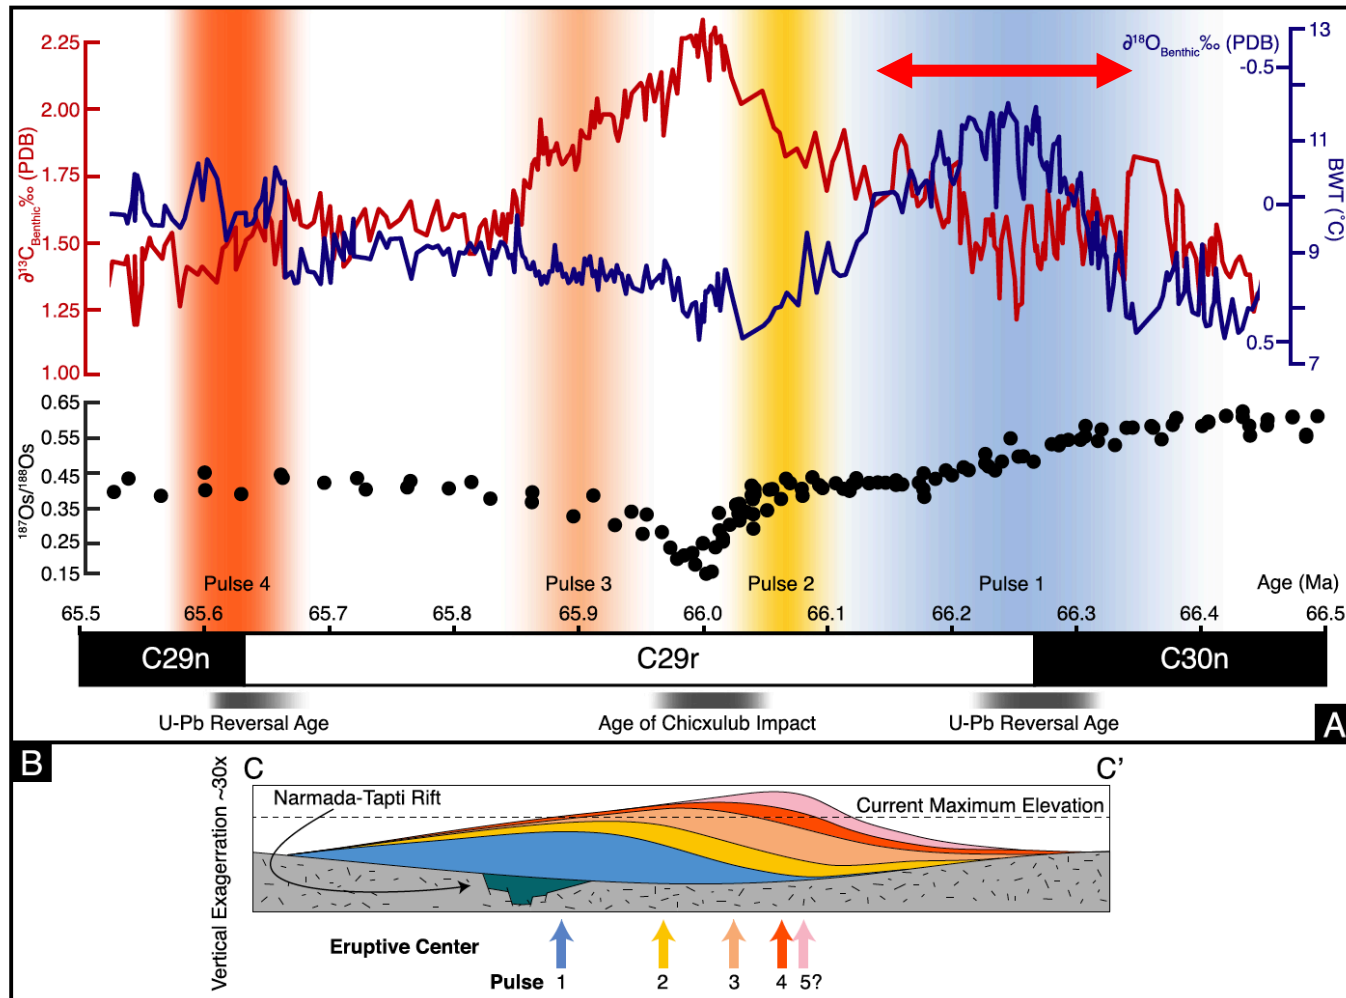 2.25
2.00
1.75
1.50
1.25
1.00
∂13CBenthic‰ (PDB)
∂18OBenthic‰ (PDB)
-0.5
0
0.5
13
11
9
7
BWT (˚C)
0.65
0.55
0.45
0.35
0.25
0.15
187Os/188Os
Pulse 4
Pulse 3
Pulse 2
Pulse 1
Age (Ma)
65.5
65.6
65.7
65.8
65.9
66.0
66.1
66.2
66.3
66.4
66.5
C29n
C29r
C30n
U-Pb Reversal Age
Age of Chicxulub Impact
U-Pb Reversal Age
A
B
C
C’
Vertical Exagerration ~30x
Narmada-Tapti Rift
Current Maximum Elevation
Eruptive Center
Pulse 1 2 3 4 5?